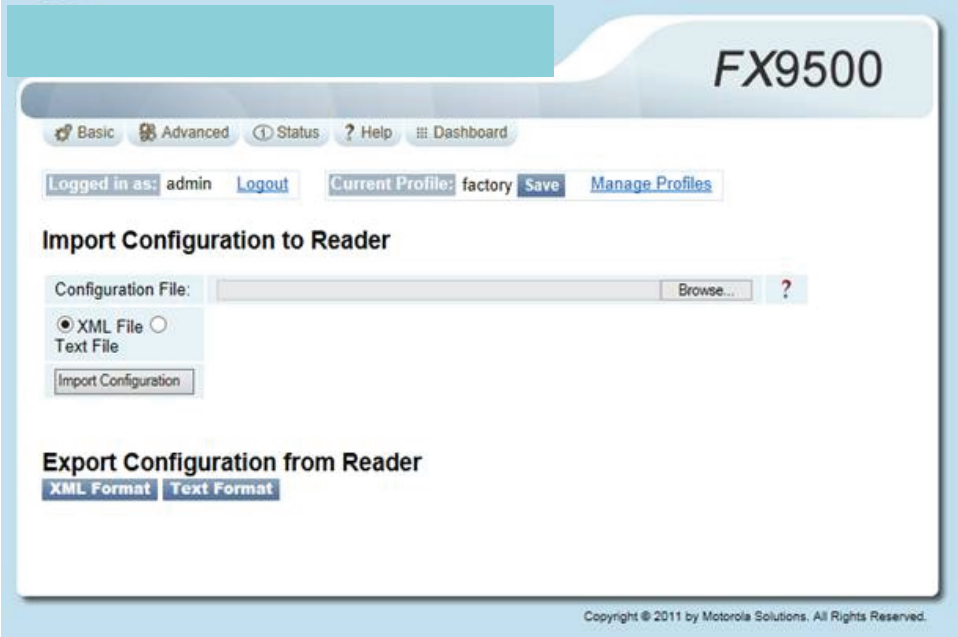 FX9500
Basic Advanced Status ? Help Dashboard
Logged in as: admin Logout Current Profile: factory Save Manage Profiles
Import Configuration to Reader
Configuration File: Browse... ?
XML File
Text File
Import Configuration
Export Configuration from Reader
XML Format Text Format
Copyright © 2011 by Motorola Solutions. All Rights Reserved.